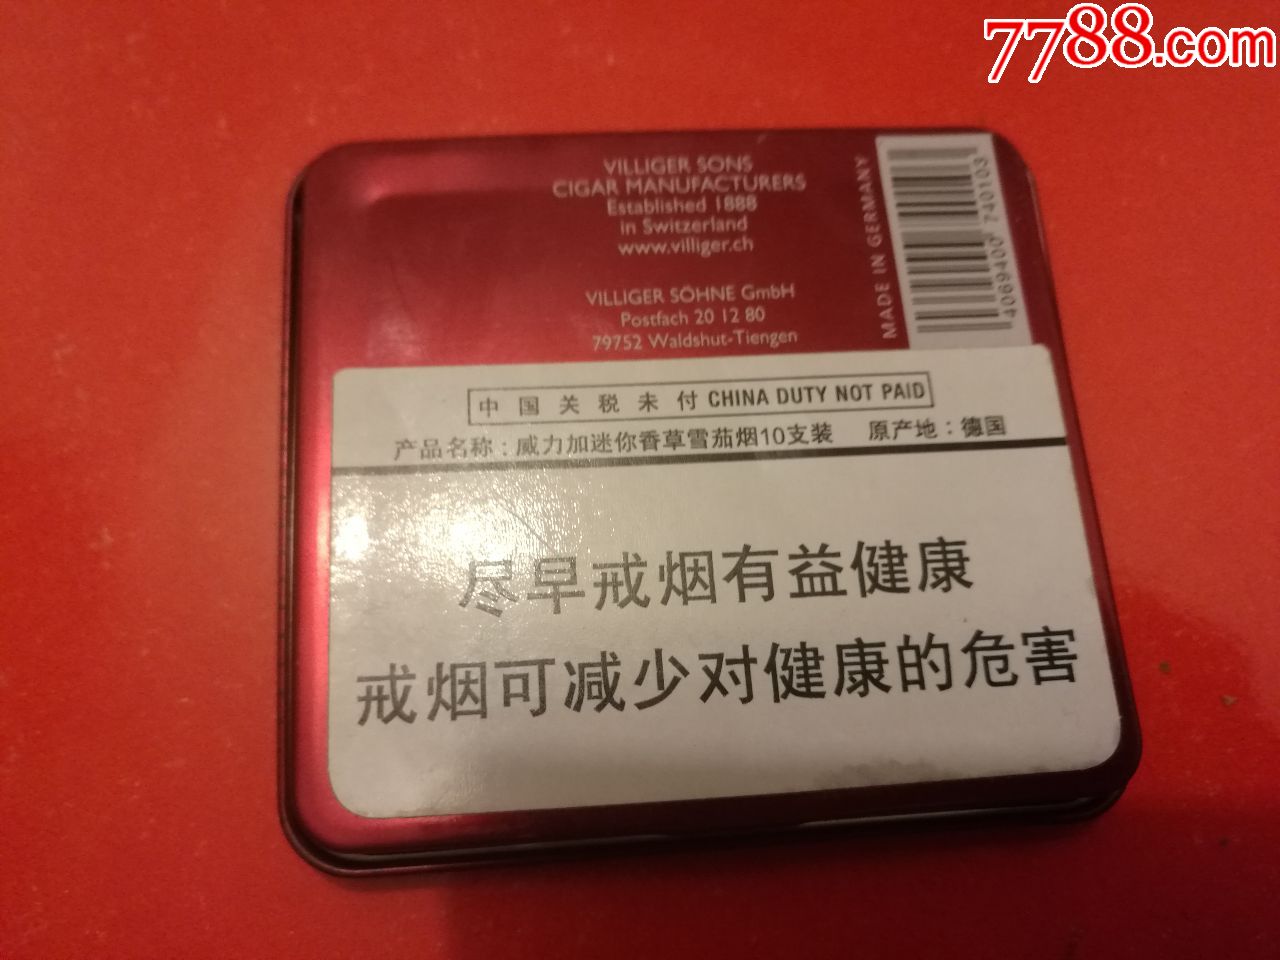 7788.com
VILLIGER SONS
CIGAR MANUFACTURERS
Established 1888
in Switzerland
www.villiger.ch
VILLIGER SÖHNE GmbH
Postfach 20 12 80
79752 Waldshut-Tiengen
MADE IN GERMANY
4069400 740103
中国关税未付 CHINA DUTY NOT PAID
产品名称：威力加迷你香草雪茄烟10支装 原产地：德国
尽早戒烟有益健康
戒烟可减少对健康的危害